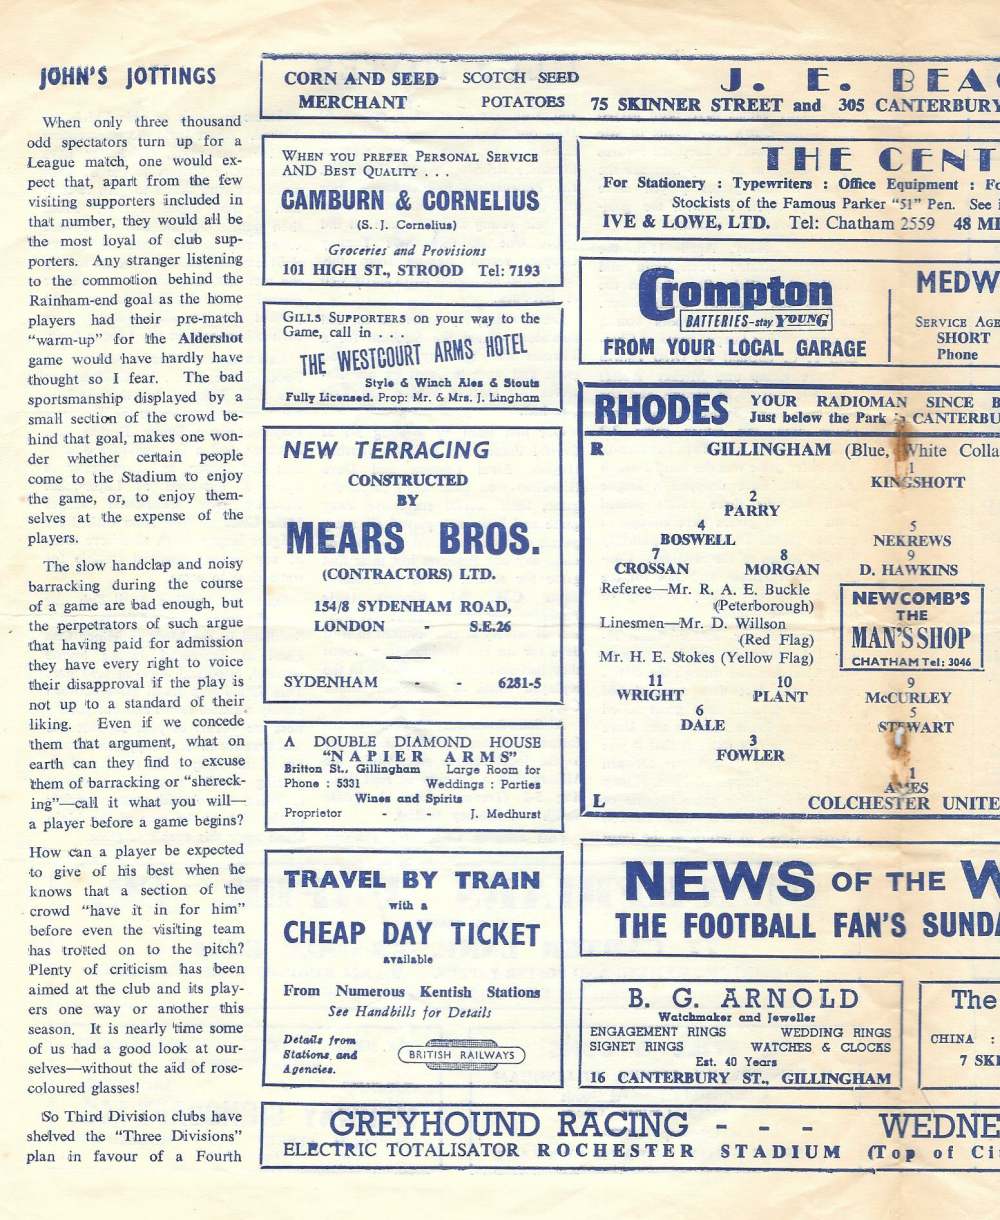 JOHN'S JOTTINGS
When only three thousand
odd spectators turn up for a
League match, one would ex-
pect that, apart from the few
visiting supporters included in
that number, they would all be
the most loyal of club sup-
porters. Any stranger listening
to the commotion behind the
Rainham-end goal as the home
players had their pre-match
"warm-up" for the Aldershot
game would have hardly have
thought so I fear. The bad
sportsmanship displayed by a
small section of the crowd be-
hind that goal, makes one won-
der whether certain people
come to the Stadium to enjoy
the game, or, to enjoy them-
selves at the expense of the
players.
The slow handclap and noisy
barracking during the course
of a game are bad enough, but
the perpetrators of such argue
that having paid for admission
they have every right to voice
their disapproval if the play is
not up to a standard of their
liking. Even if we concede
them that argument, what on
earth can they find to excuse
them of barracking or "shereck-
ing"—call it what you will—
a player before a game begins?
How can a player be expected
to give of his best when he
knows that a section of the
crowd "have it in for him"
before even the visiting team
has trotted on to the pitch?
Plenty of criticism has been
aimed at the club and its play-
ers one way or another this
season. It is nearly time some
of us had a good look at our-
selves—without the aid of rose-
coloured glasses!
So Third Division clubs have
shelved the "Three Divisions"
plan in favour of a Fourth
CORN AND SEED SCOTCH SEED J. E. BEA
MERCHANT POTATOES 75 SKINNER STREET and 305 CANTERBURY
WHEN YOU PREFER PERSONAL SERVICE
AND BEST QUALITY . . .
CAMBURN & CORNELIUS
(S. J. Cornelius)
Groceries and Provisions
101 HIGH ST., STROOD Tel: 7193
GILLS SUPPORTERS on your way to the
Game, call in . . .
THE WESTCOURT ARMS HOTEL
Style & Winch Ales & Stouts
Fully Licensed. Prop: Mr. & Mrs. J. Lingham
NEW TERRACING
CONSTRUCTED
BY
MEARS BROS.
(CONTRACTORS) LTD.
154/8 SYDENHAM ROAD,
LONDON - S.E.26
SYDENHAM - - 6281-5
A DOUBLE DIAMOND HOUSE
"NAPIER ARMS"
Britton St., Gillingham Large Room for
Phone : 5331 Weddings : Parties
Wines and Spirits
Proprietor - - J. Medhurst
TRAVEL BY TRAIN
with a
CHEAP DAY TICKET
available
From Numerous Kentish Stations
See Handbills for Details
Details from
Stations and
Agencies.
BRITISH RAILWAYS
THE CENT
For Stationery : Typewriters : Office Equipment : Fo
Stockists of the Famous Parker "51" Pen. See
IVE & LOWE, LTD. Tel: Chatham 2559 48 MI
Crompton
BATTERIES-stay YOUNG
FROM YOUR LOCAL GARAGE
MEDW
SERVICE AGE
SHORT
Phone
RHODES YOUR RADIOMAN SINCE B
Just below the Park CANTERBU
R GILLINGHAM (Blue, White Colla
1
KINGSHOTT
2
PARRY
4 5
BOSWELL NEKREWS
7 8 9
CROSSAN MORGAN D. HAWKINS
Referee—Mr. R. A. E. Buckle
(Peterborough)
Linesmen—Mr. D. Willson
(Red Flag)
Mr. H. E. Stokes (Yellow Flag)
NEWCOMB'S
THE
MAN'S SHOP
CHATHAM Tel: 3046
11 10 9
WRIGHT PLANT McCURLEY
6 5
DALE STEWART
3
FOWLER
1
AMES
L COLCHESTER UNITE
NEWS OF THE W
THE FOOTBALL FAN'S SUNDA
B. G. ARNOLD
Watchmaker and Jeweller
ENGAGEMENT RINGS WEDDING RINGS
SIGNET RINGS WATCHES & CLOCKS
Est. 40 Years
16 CANTERBURY ST., GILLINGHAM
The
CHINA :
7 SKI
GREYHOUND RACING - - - WEDNE
ELECTRIC TOTALISATOR ROCHESTER STADIUM (Top of Ci